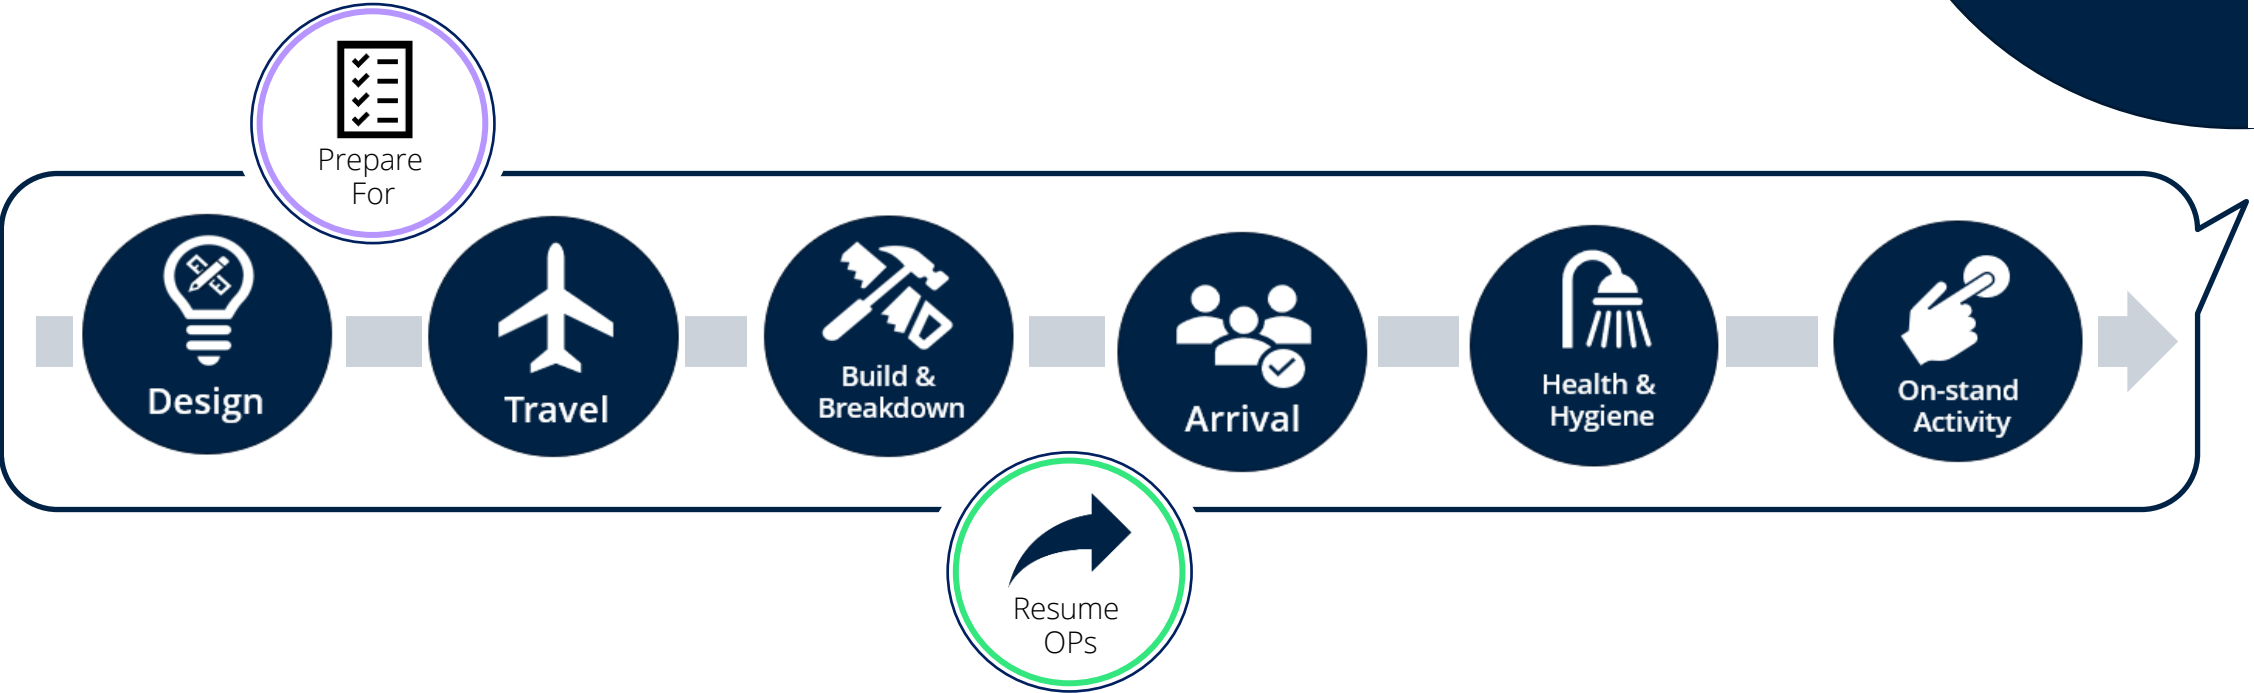 Prepare
For
Design
Travel
Build &
Breakdown
Arrival
Health &
Hygiene
On-stand
Activity
Resume
OPs